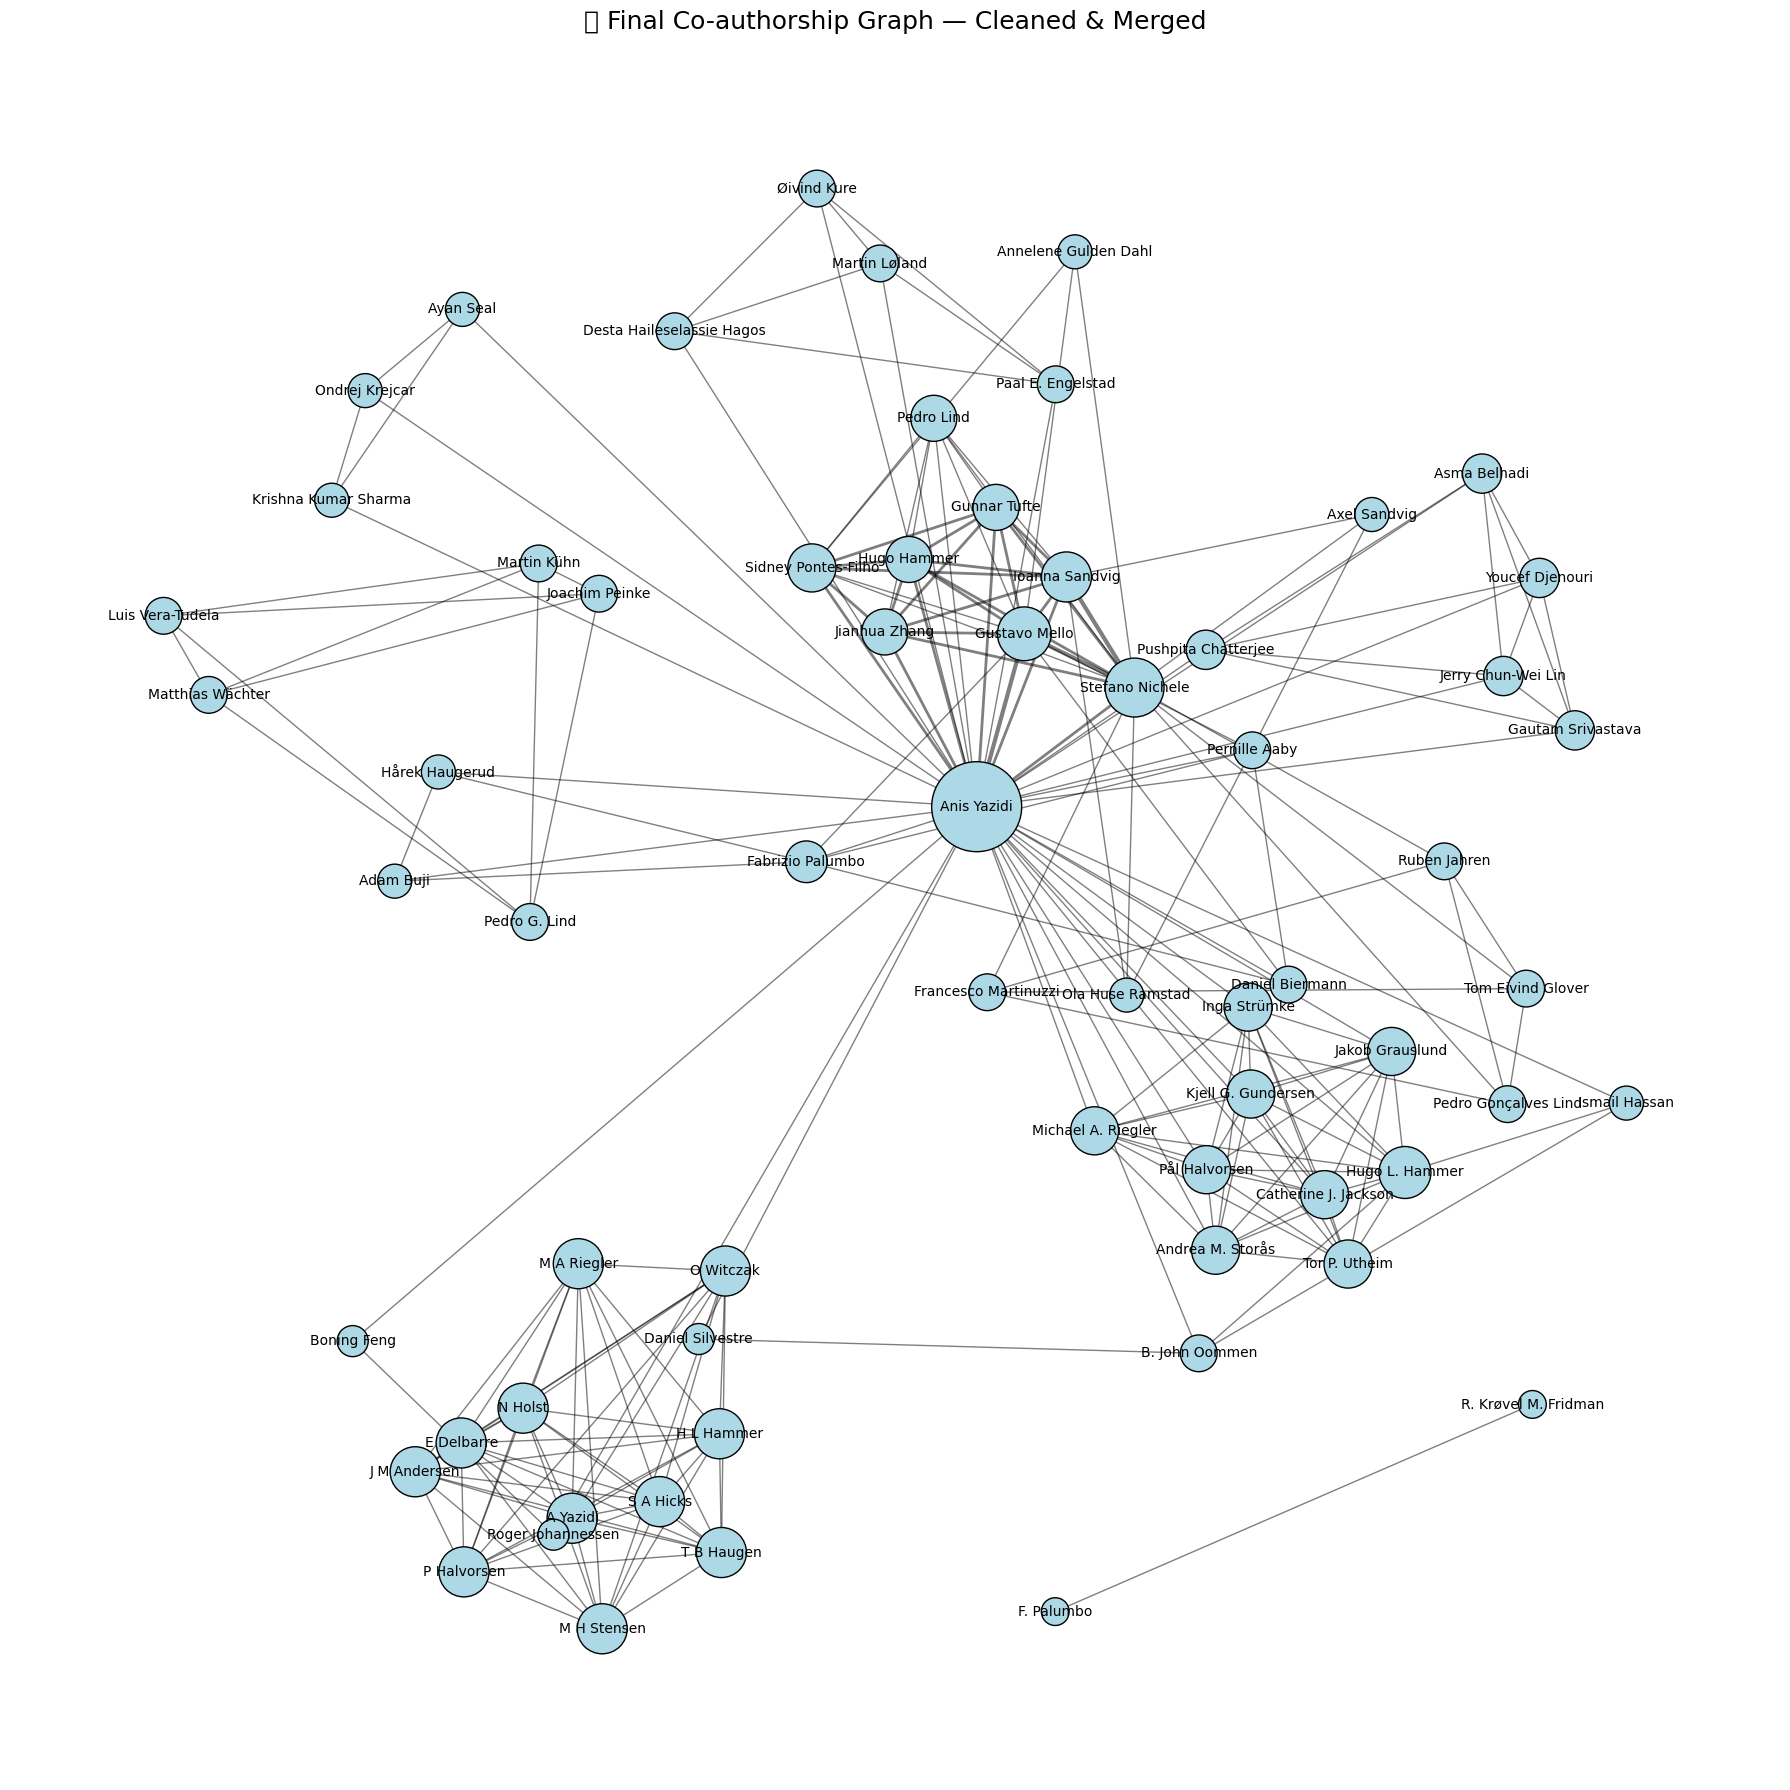 Final Co-authorship Graph — Cleaned & Merged
Øivind Kure
Annelene Gulden Dahl
Martin Løland
Ayan Seal
Desta Haileselassie Hagos
Paal E. Engelstad
Ondrej Krejcar
Pedro Lind
Asma Belhadi
Krishna Kumar Sharma
Gunnar Tufte
Axel Sandvig
Martin Kühn
Hugo Hammer
Sidney Pontes-Filho
Ioanna Sandvig
Youcef Djenouri
Joachim Peinke
Luis Vera-Tudela
Jianhua Zhang
Gustavo Mello
Pushpita Chatterjee
Jerry Chun-Wei Lin
Stefano Nichele
Matthias Wächter
Gautam Srivastava
Pernille Aaby
Hårek Haugerud
Anis Yazidi
Fabrizio Palumbo
Ruben Jahren
Adam Buji
Pedro G. Lind
Daniel Biermann
Francesco Martinuzzi
Ola Huse Ramstad
Tom Eivind Glover
Inga Strümke
Jakob Grauslund
Kjell G. Gundersen
Pedro Gonçalves Lind
Ismail Hassan
Michael A. Riegler
Pål Halvorsen
Hugo L. Hammer
Catherine J. Jackson
Andrea M. Storås
Tor P. Utheim
M A Riegler
O Witczak
Boning Feng
Daniel Silvestre
B. John Oommen
N Holst
R. Krøvel M. Fridman
H L Hammer
E Delbarre
J M Andersen
S A Hicks
A Yazidi
Roger Johannessen
T B Haugen
P Halvorsen
F. Palumbo
M H Stensen